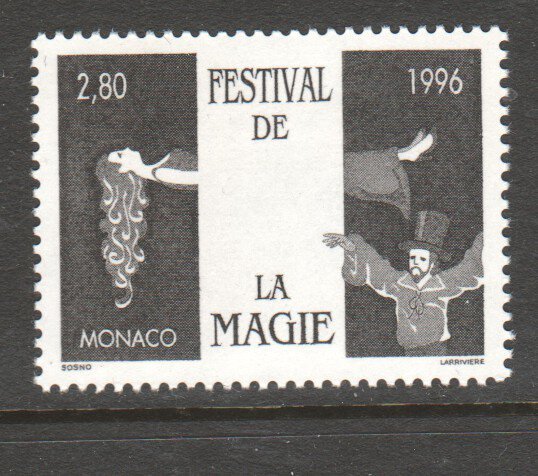 2,80
FESTIVAL
DE
LA
MAGIE
1996
MONACO
SOSNO
LARRIVIERE